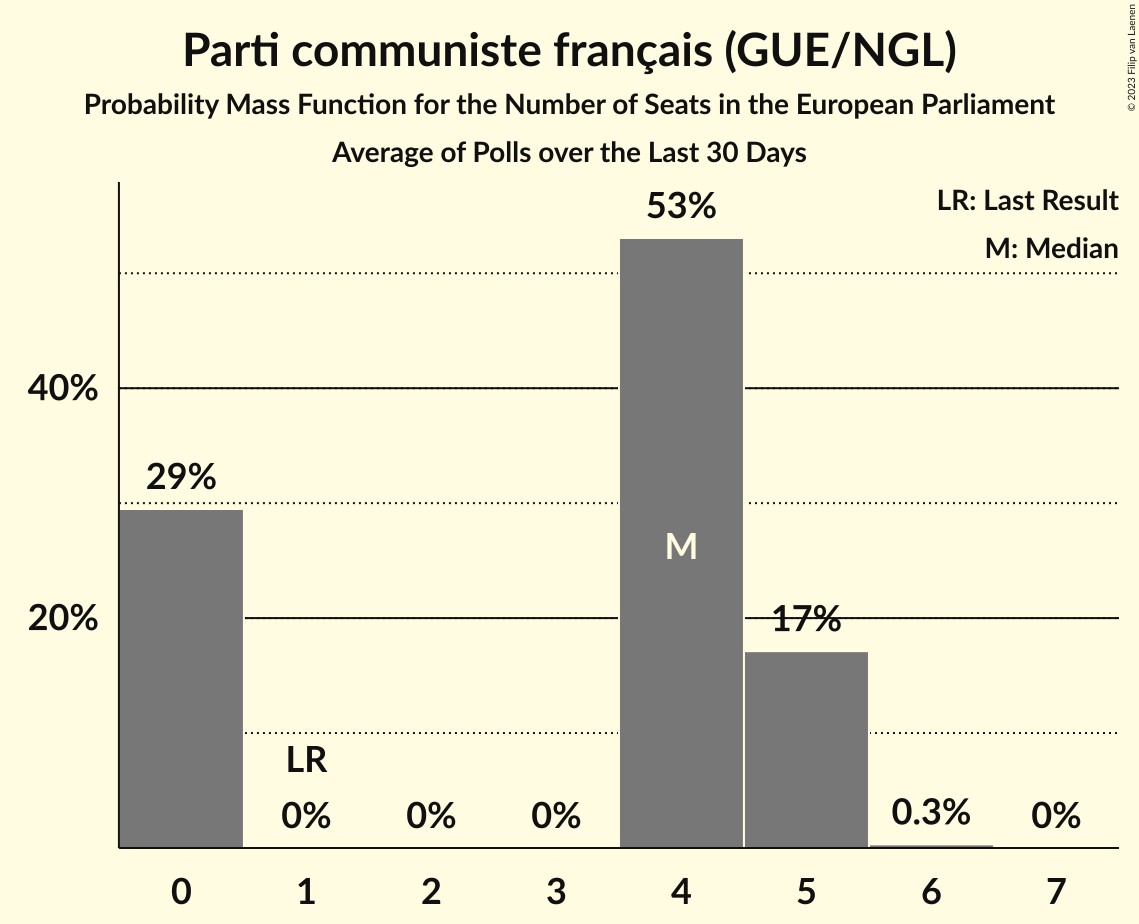 Parti communiste français (GUE/NGL)
Probability Mass Function for the Number of Seats in the European Parliament
Average of Polls over the Last 30 Days
© 2023 Filip van Laenen
LR: Last Result
M: Median
53%
40%
29%
M
20%
17%
LR
0%
0%
0%
0.3%
0%
0
1
2
3
4
5
6
7